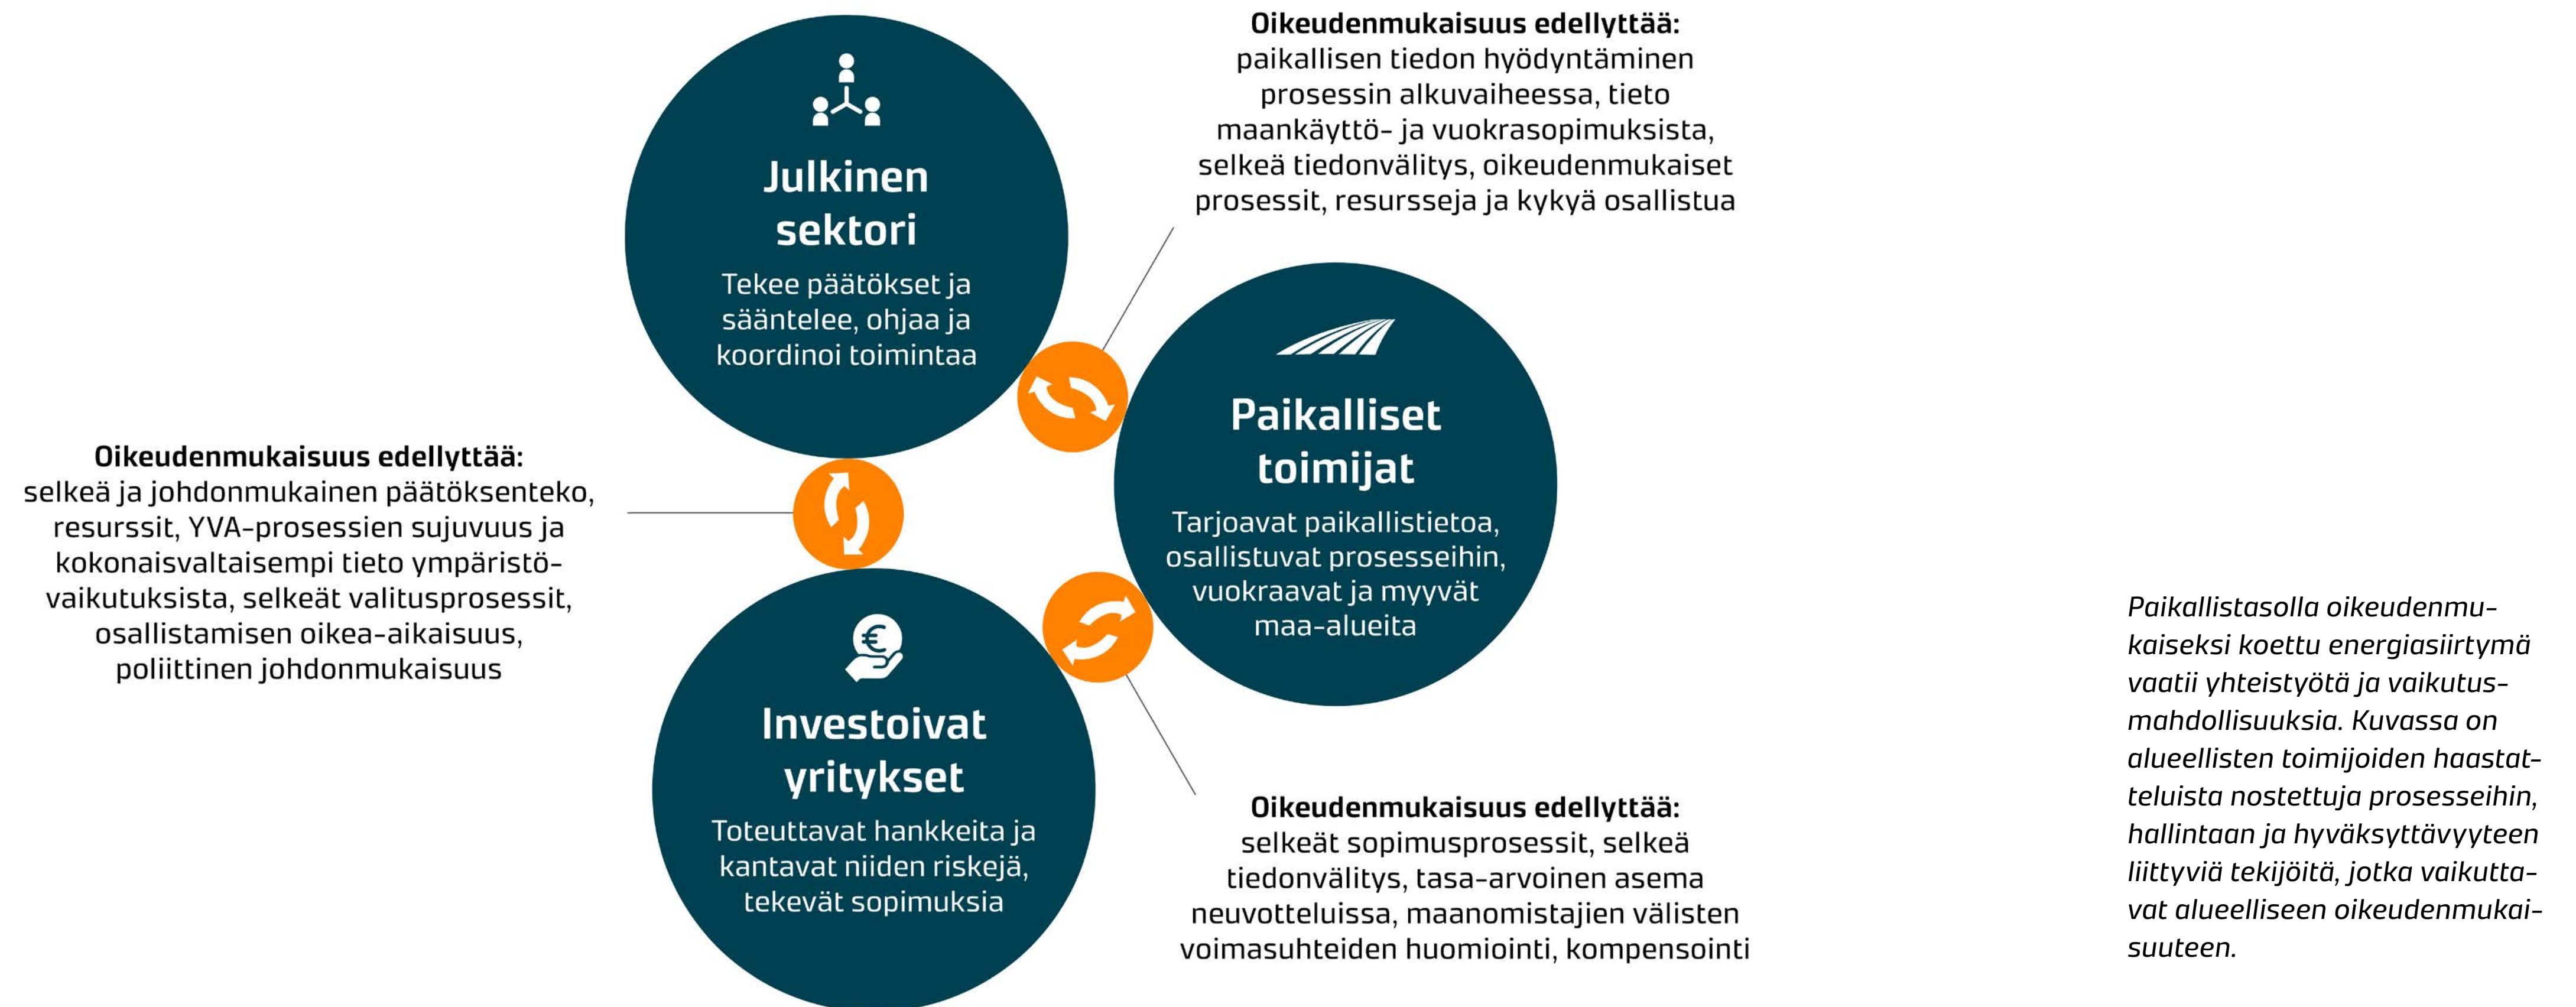 Julkinen
sektori
Tekee päätökset ja
sääntelee, ohjaa ja
koordinoi toimintaa
Oikeudenmukaisuus edellyttää:
paikallisen tiedon hyödyntäminen
prosessin alkuvaiheessa, tieto
maankäyttö- ja vuokrasopimuksista,
selkeä tiedonvälitys, oikeudenmukaiset
prosessit, resursseja ja kykyä osallistua
Paikalliset
toimijat
Tarjoavat paikallistietoa,
osallistuvat prosesseihin,
vuokraavat ja myyvät
maa-alueita
Oikeudenmukaisuus edellyttää:
selkeä ja johdonmukainen päätöksenteko,
resurssit, YVA-prosessien sujuvuus ja
kokonaisvaltaisempi tieto ympäristö-
vaikutuksista, selkeät valitusprosessit,
osallistamisen oikea-aikaisuus,
poliittinen johdonmukaisuus
Investoivat
yritykset
Toteuttavat hankkeita ja
kantavat niiden riskejä,
tekevät sopimuksia
Oikeudenmukaisuus edellyttää:
selkeät sopimusprosessit, selkeä
tiedonvälitys, tasa-arvoinen asema
neuvotteluissa, maanomistajien välisten
voimasuhteiden huomiointi, kompensointi
Paikallistasolla oikeudenmu-
kaiseksi koettu energiasiirtymä
vaatii yhteistyötä ja vaikutus-
mahdollisuuksia. Kuvassa on
alueellisten toimijoiden haastat-
teluista nostettuja prosesseihin,
hallintaan ja hyväksyttävyyteen
liittyviä tekijöitä, jotka vaikutta-
vat alueelliseen oikeudenmukai-
suuteen.